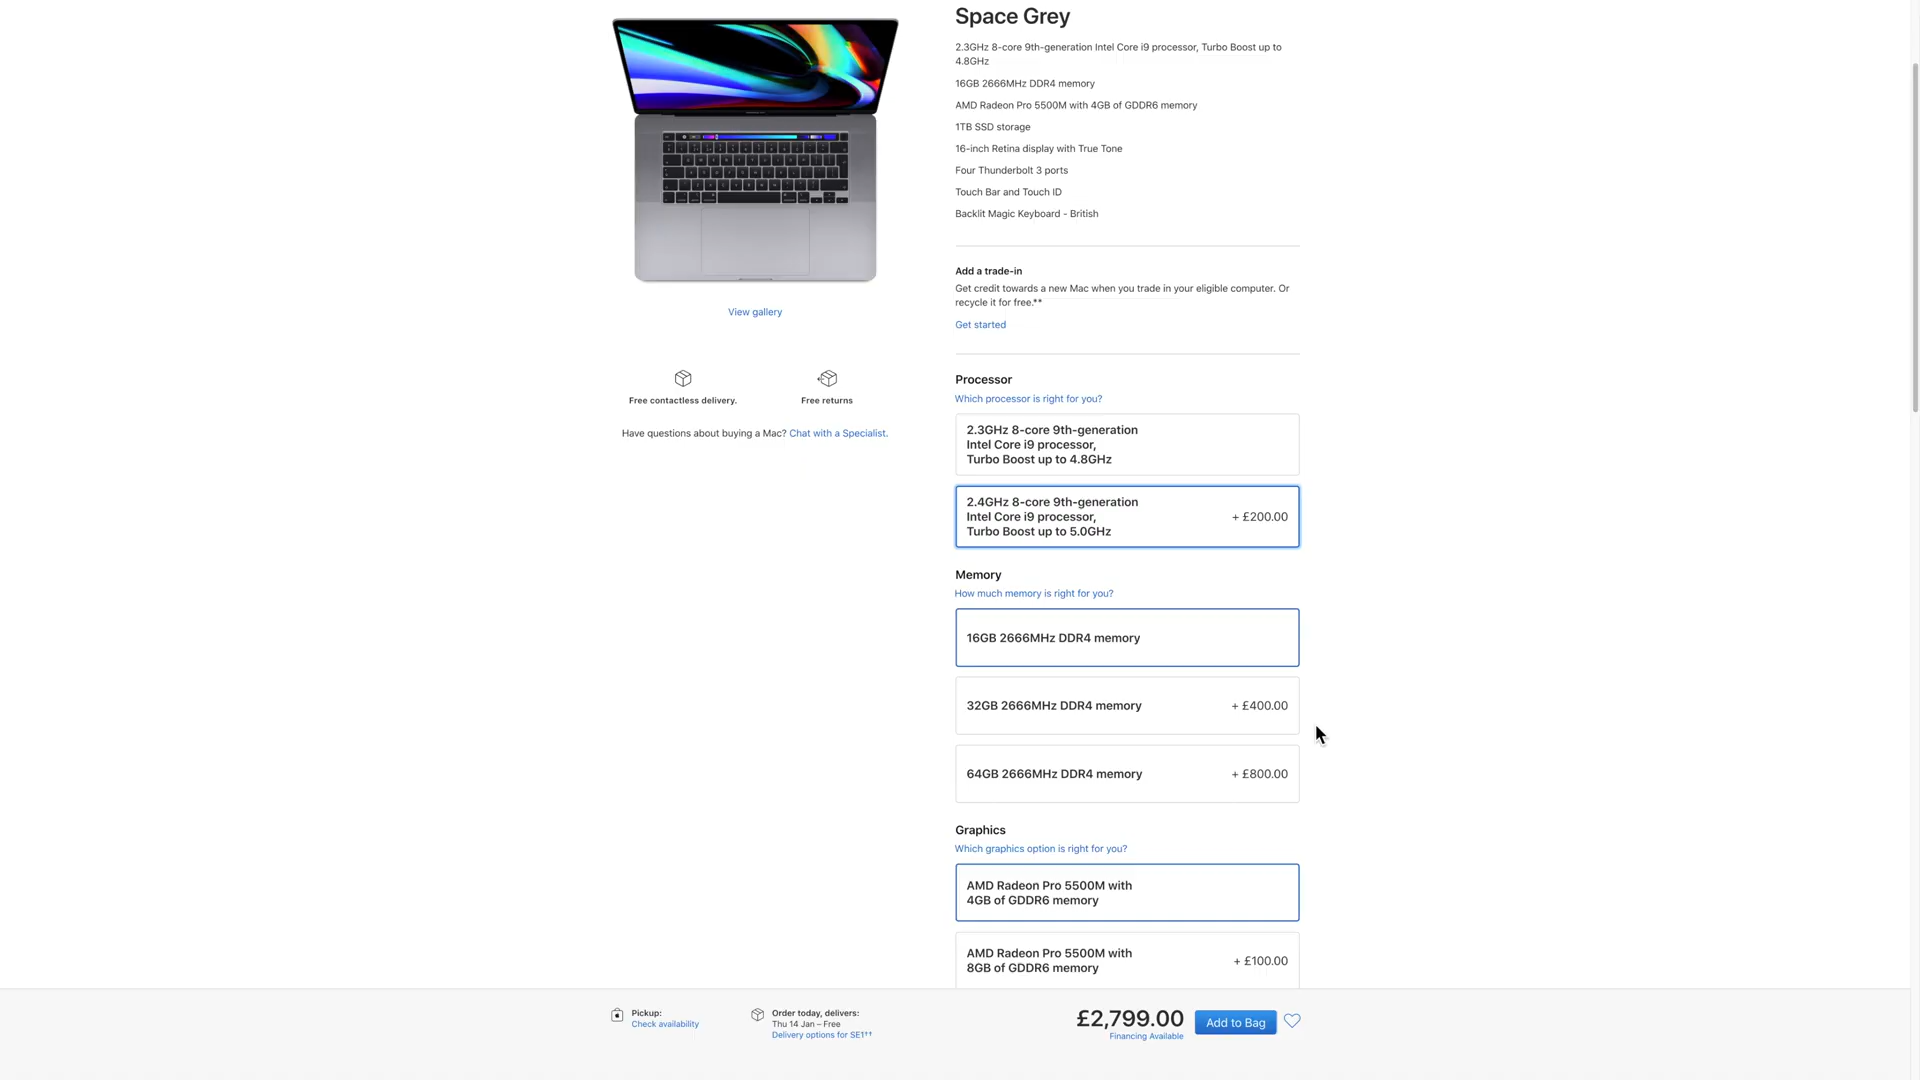 Space Grey
2.3GHz 8-core 9th-generation Intel Core i9 processor, Turbo Boost up to
4.8GHz
16GB 2666MHz DDR4 memory
AMD Radeon Pro 5500M with 4GB of GDDR6 memory
1TB SSD storage
16-inch Retina display with True Tone
Four Thunderbolt 3 ports
Touch Bar and Touch ID
Backlit Magic Keyboard - British
View gallery
Free contactless delivery.
Free returns
Have questions about buying a Mac? Chat with a Specialist.
Add a trade-in
Get credit towards a new Mac when you trade in your eligible computer. Or
recycle it for free.**
Get started
Processor
Which processor is right for you?
2.3GHz 8-core 9th-generation
Intel Core i9 processor,
Turbo Boost up to 4.8GHz
2.4GHz 8-core 9th-generation
Intel Core i9 processor,
Turbo Boost up to 5.0GHz
+ £200.00
Memory
How much memory is right for you?
16GB 2666MHz DDR4 memory
32GB 2666MHz DDR4 memory + £400.00
64GB 2666MHz DDR4 memory + £800.00
Graphics
Which graphics option is right for you?
AMD Radeon Pro 5500M with
4GB of GDDR6 memory
AMD Radeon Pro 5500M with
8GB of GDDR6 memory
+ £100.00
Pickup:
Check availability
Order today, delivers:
Thu 14 Jan – Free
Delivery options for SE1††
£2,799.00
Financing Available
Add to Bag